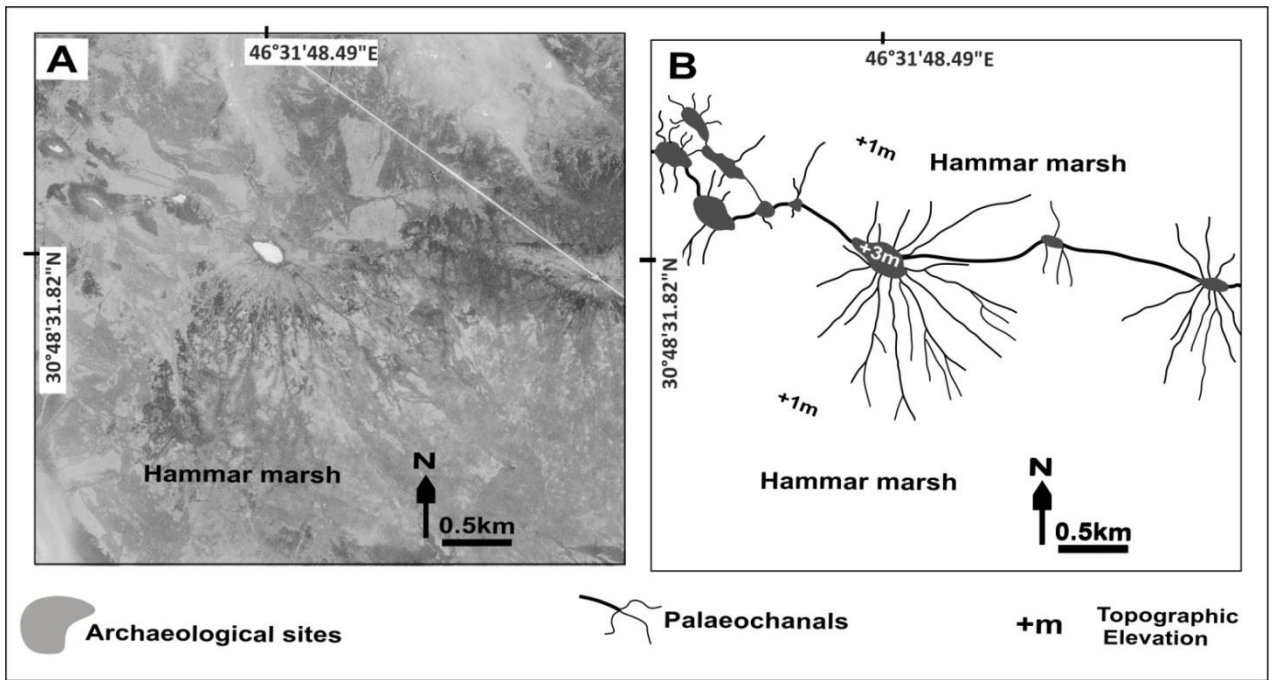 A
46°31'48.49"E
30°48'31.82"N
Hammar marsh
N
0.5km
B
46°31'48.49"E
+1m
Hammar marsh
+3m
30°48'31.82"N
+1m
Hammar marsh
N
0.5km
Archaeological sites
Palaeochanals
+m
Topographic
Elevation